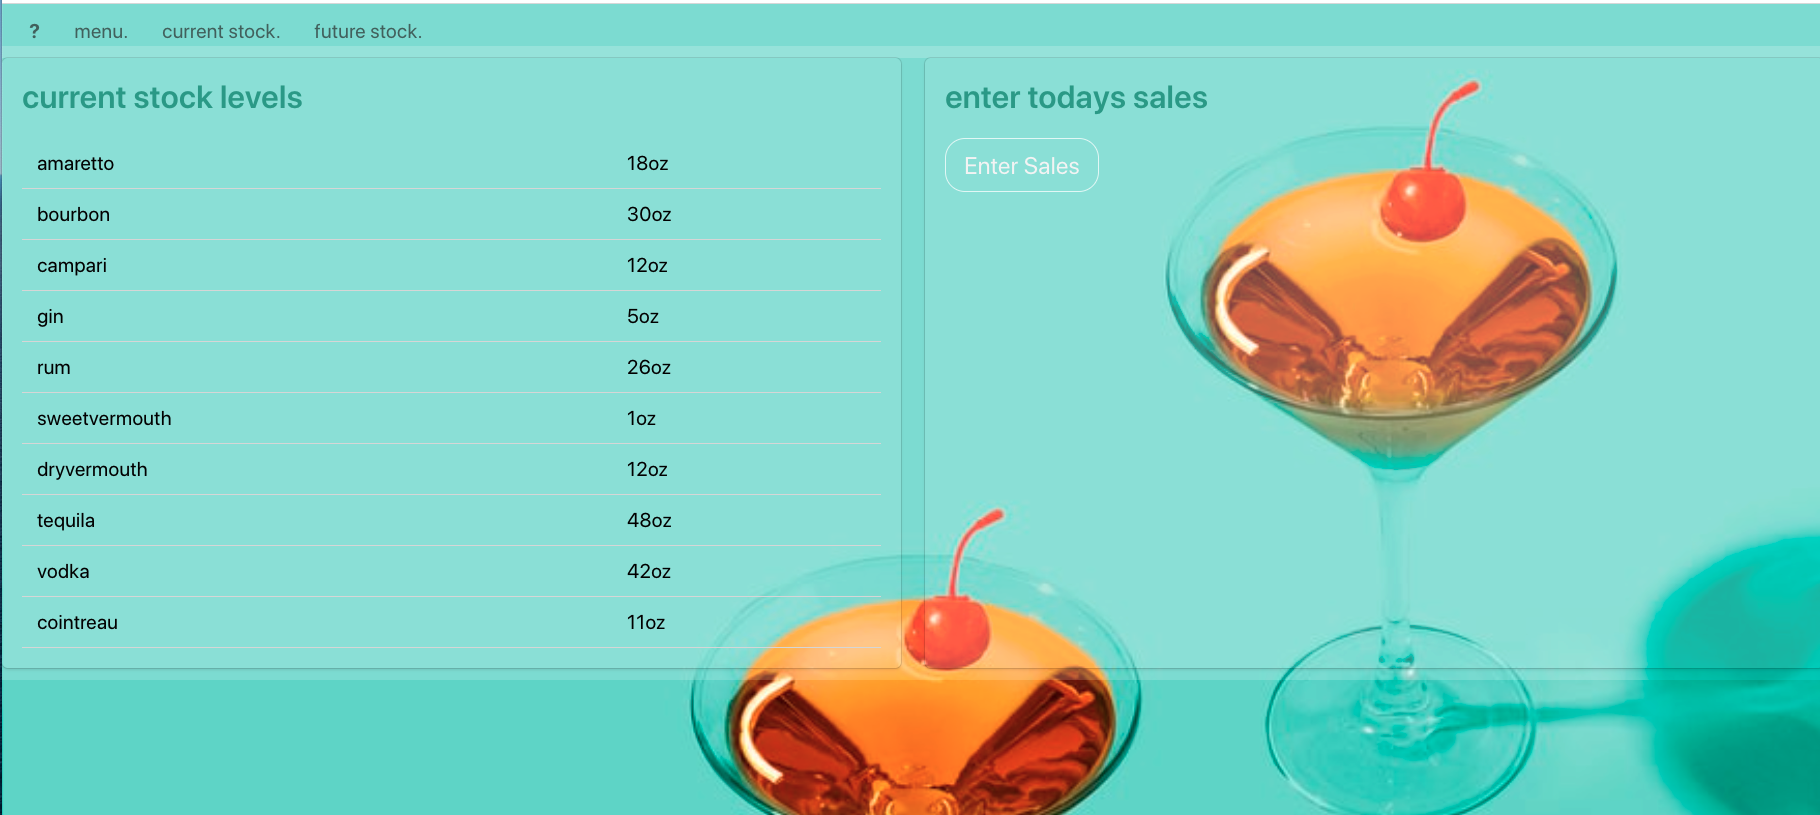 ? menu. current stock. future stock.
current stock levels
amaretto 18oz
bourbon 30oz
campari 12oz
gin 5oz
rum 26oz
sweetvermouth 1oz
dryvermouth 12oz
tequila 48oz
vodka 42oz
cointreau 11oz
enter todays sales
Enter Sales